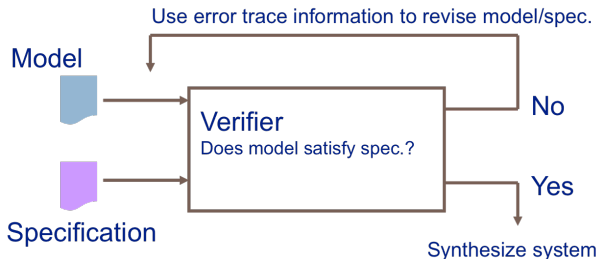 Use error trace information to revise model/spec.
Model
Verifier
Does model satisfy spec.?
No
Yes
Specification
Synthesize system